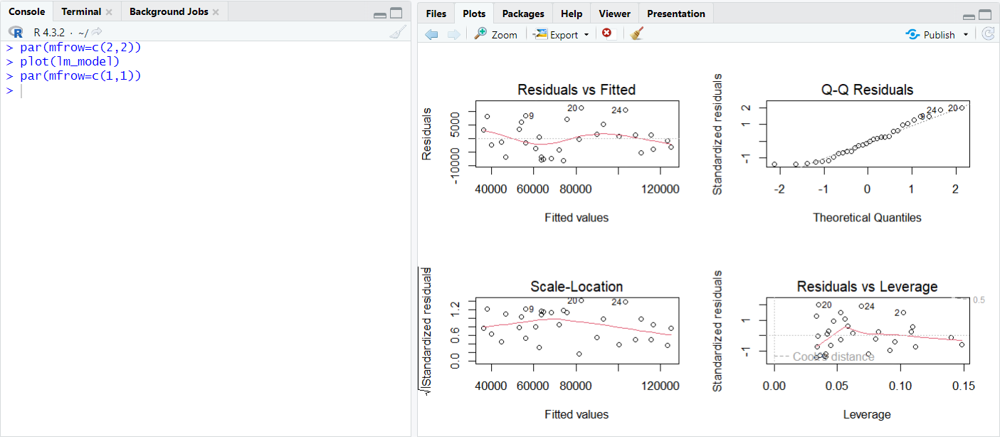 Console Terminal Background Jobs
R R 4.3.2 · ~/
> par(mfrow=c(2,2))
> plot(lm_model)
> par(mfrow=c(1,1))
>
Files Plots Packages Help Viewer Presentation
Zoom Export Publish
Residuals vs Fitted
Residuals
-10000 5000
20 24 9
40000 60000 80000 120000
Fitted values
Q-Q Residuals
Standardized residuals
-1 1 2
9 24 20
-2 -1 0 1 2
Theoretical Quantiles
Scale-Location
√|Standardized residuals
0.0 0.6 1.2
20 24 9
40000 60000 80000 120000
Fitted values
Residuals vs Leverage
Standardized residuals
-1 1
20 24 2
0.5
Cook's distance
0.00 0.05 0.10 0.15
Leverage